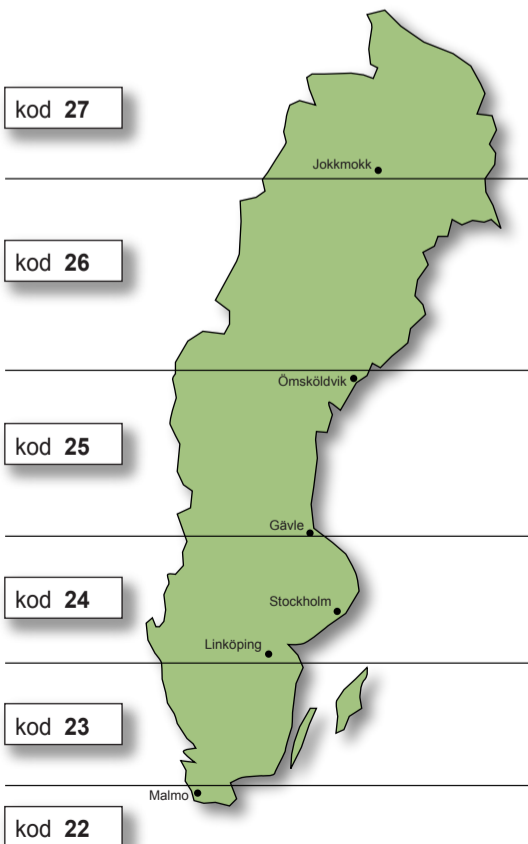 kod 27
Jokkmokk
kod 26
Ömsköldvik
kod 25
Gävle
kod 24
Stockholm
Linköping
kod 23
Malmo
kod 22